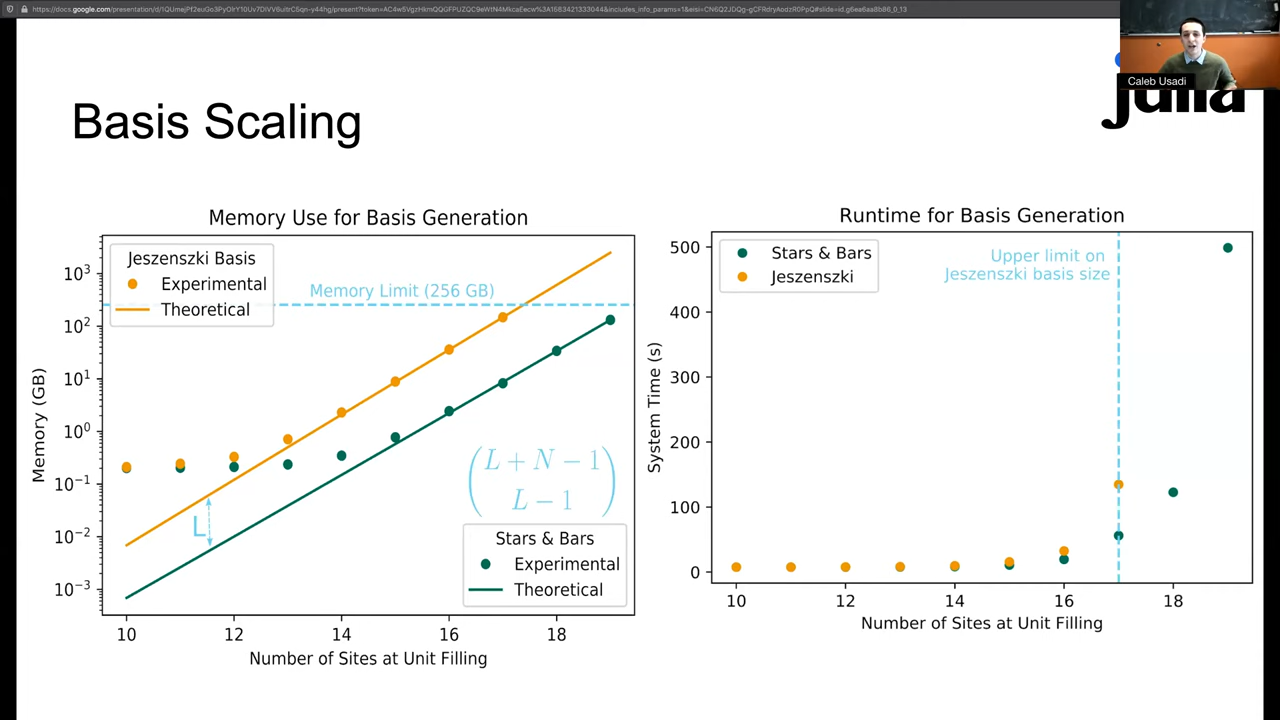 Caleb Usadi
julia
Basis Scaling
Memory Use for Basis Generation
Jeszenszki Basis
Experimental
Theoretical
Memory Limit (256 GB)
Memory (GB)
10³
10²
10¹
10⁰
10⁻¹
10⁻²
10⁻³
L
L + N − 1
L − 1
Stars & Bars
Experimental
Theoretical
10 12 14 16 18
Number of Sites at Unit Filling
Runtime for Basis Generation
Stars & Bars
Jeszenszki
Upper limit on
Jeszenszki basis size
System Time (s)
500
400
300
200
100
0
10 12 14 16 18
Number of Sites at Unit Filling